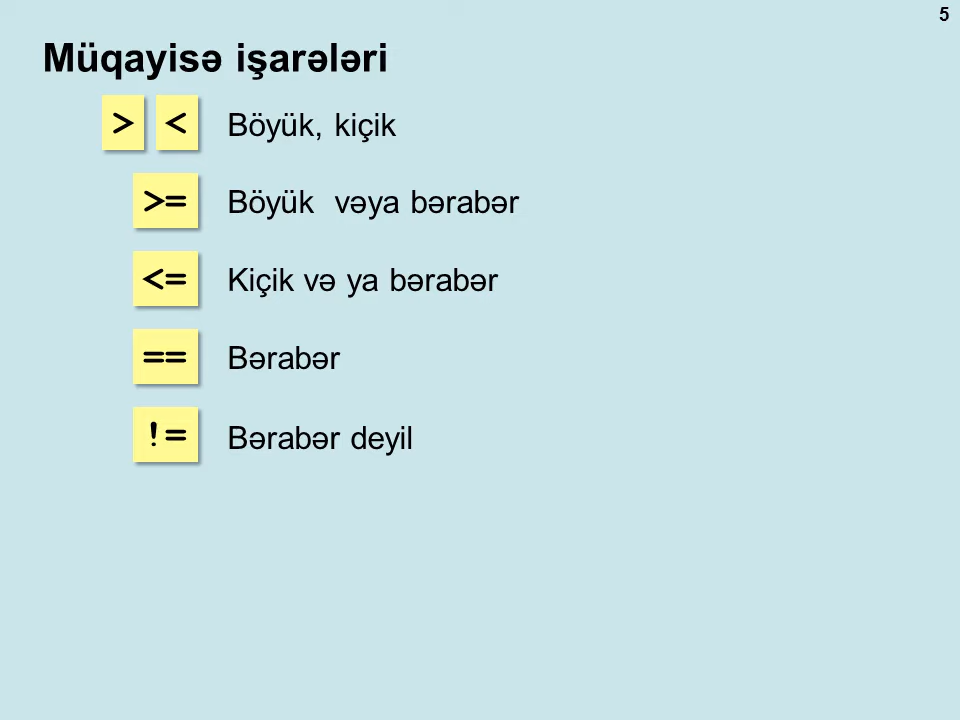 5
Müqayisə işarələri
> < Böyük, kiçik
>= Böyük  vəya bərabər
<= Kiçik və ya bərabər
== Bərabər
!= Bərabər deyil